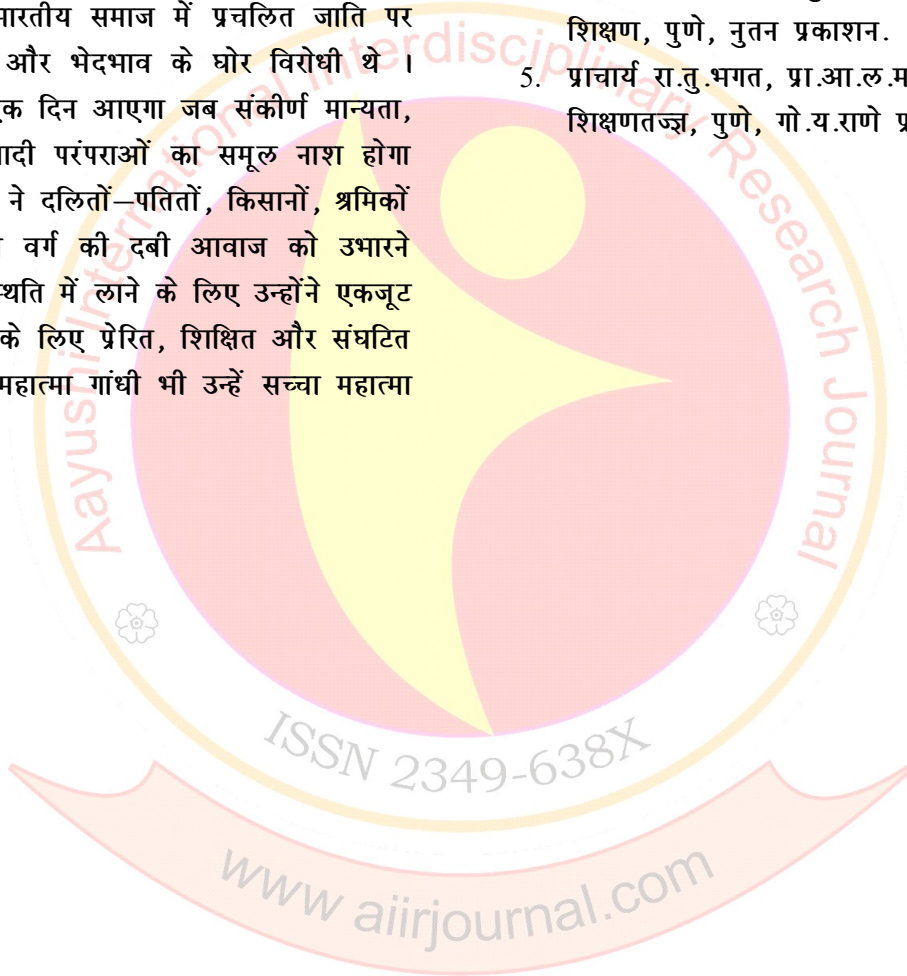 भारतीय समाज में प्रचलित जाति पर
और भेदभाव के घोर विरोधी थे ।
एक दिन आएगा जब संकीर्ण मान्यता,
परंपराओं का समूल नाश होगा
ने दलितों–पतितों, किसानों, श्रमिकों
वर्ग की दबी आवाज को उभारने
में लाने के लिए उन्होंने एकजूट
के लिए प्रेरित, शिक्षित और संघटित
महात्मा गांधी भी उन्हें सच्चा महात्मा
शिक्षण, पुणे, नुतन प्रकाशन.
5. प्राचार्य रा.तु.भगत, प्रा.आ.ल.
शिक्षणतज्ज्ञ, पुणे, गो.य.राणे
Aayushi International Interdisciplinary Research Journal
ISSN 2349-638X
www aiirjournal.com